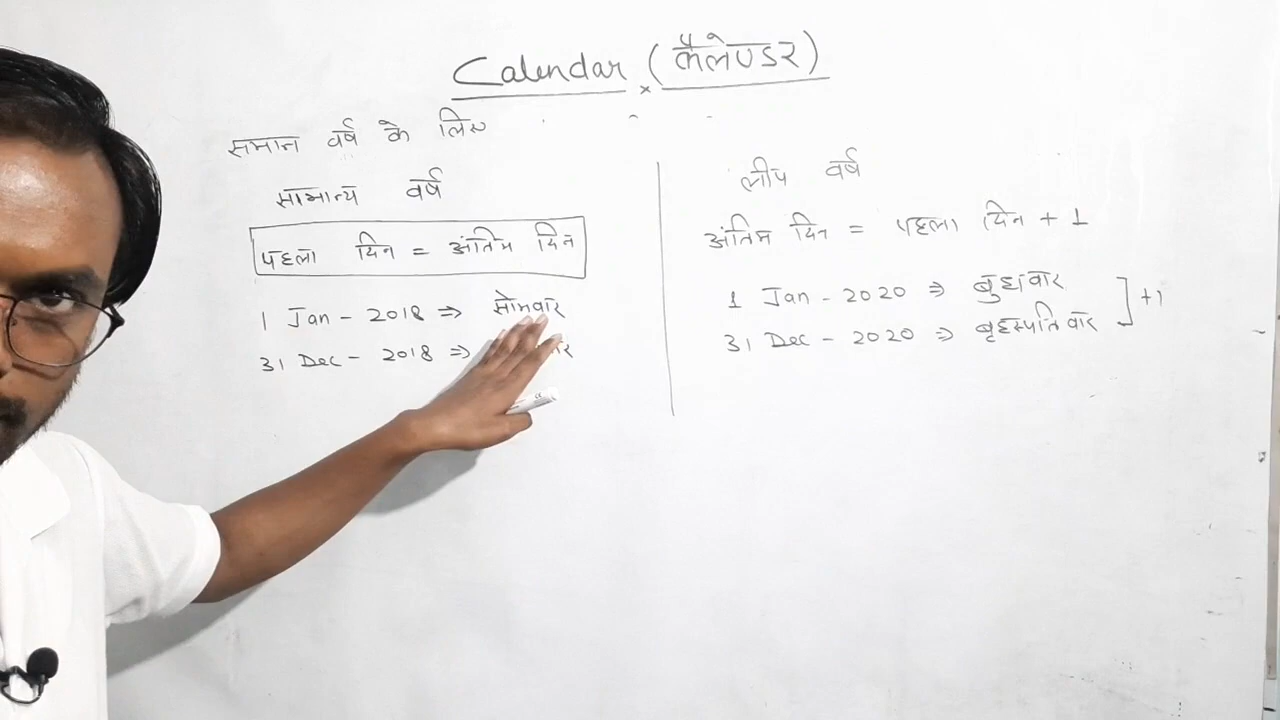 Calendar (कैलेण्डर)
समान वर्ष के लिए
सामान्य वर्ष
पहला दिन = अंतिम दिन
1 Jan - 2018 ⇒ सोमवार
31 Dec - 2018 ⇒
लीप वर्ष
अंतिम दिन = पहला दिन + 1
1 Jan - 2020 ⇒ बुधवार
31 Dec - 2020 ⇒ बृहस्पतिवार
] +1